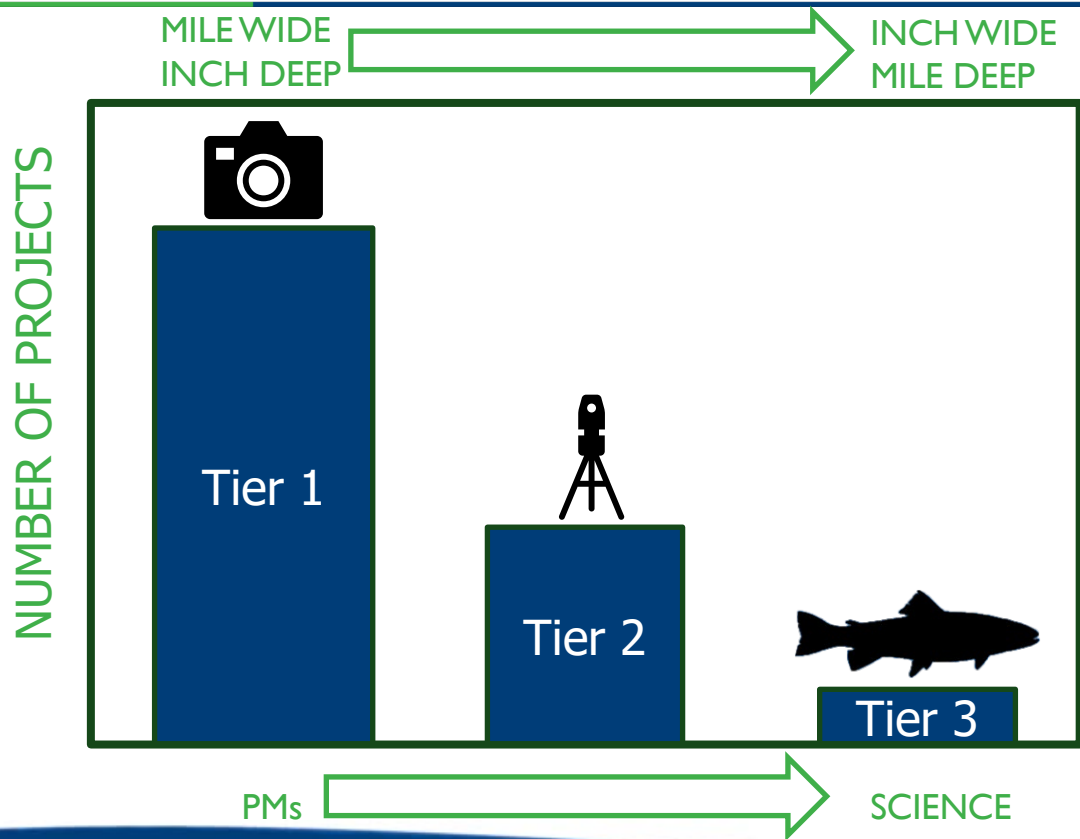 MILE WIDE
INCH DEEP
INCH WIDE
MILE DEEP
NUMBER OF PROJECTS
Tier 1
Tier 2
Tier 3
PMs
SCIENCE